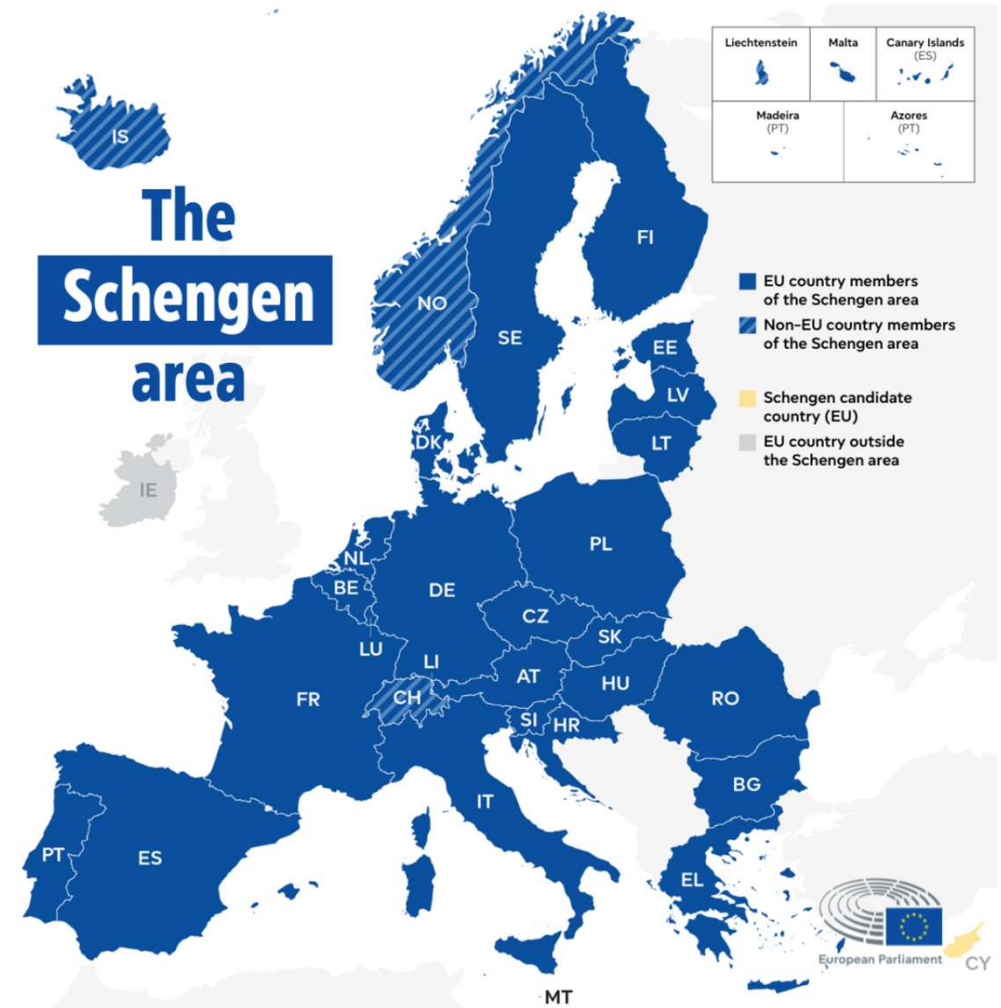 The
Schengen
area
Liechtenstein
Malta
Canary Islands
(ES)
Madeira
(PT)
Azores
(PT)
EU country members
of the Schengen area
Non-EU country members
of the Schengen area
Schengen candidate
country (EU)
EU country outside
the Schengen area
IS
NO
SE
FI
EE
LV
LT
DK
IE
NL
BE
LU
DE
PL
CZ
SK
LI
CH
AT
HU
FR
SI
HR
RO
BG
IT
PT
ES
EL
MT
CY
European Parliament